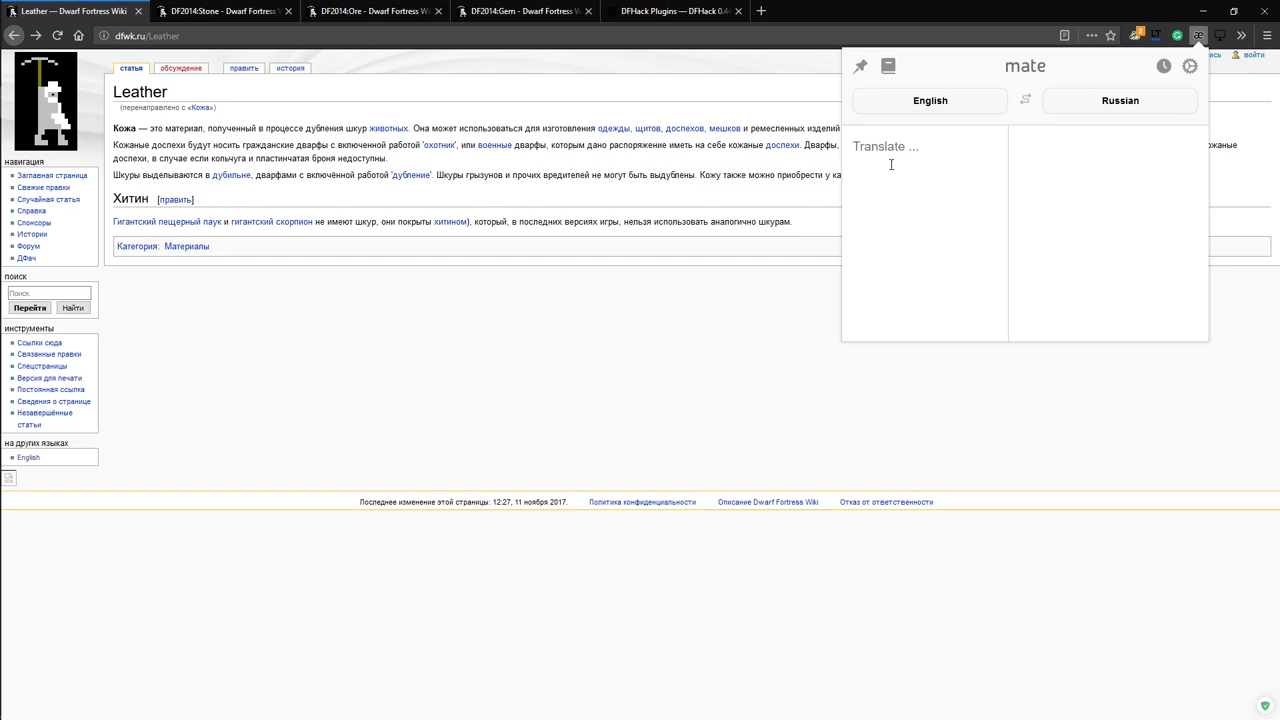 Leather — Dwarf Fortress Wiki
DF2014:Stone - Dwarf Fortress W
DF2014:Ore - Dwarf Fortress Wi
DF2014:Gem - Dwarf Fortress Wi
DFHack Plugins — DFHack 0.4
dfwk.ru/Leather
войти
mate
English
Russian
Translate ...
статья
обсуждение
править
история
Leather
(перенаправлено с «Кожа»)
Кожа — это материал, полученный в процессе дубления шкур животных. Она может использоваться для изготовления одежды, щитов, доспехов, мешков и ремесленных изделий
Кожаные доспехи будут носить гражданские дварфы с включенной работой 'охотник', или военные дварфы, которым дано распоряжение иметь на себе кожаные доспехи. Дварфы,
доспехи, в случае если кольчуга и пластинчатая броня недоступны.
Шкуры выделываются в дубильне, дварфами с включённой работой 'дубление'. Шкуры грызунов и прочих вредителей не могут быть выдублены. Кожу также можно приобрести у ка
Хитин [править]
Гигантский пещерный паук и гигантский скорпион не имеют шкур, они покрыты хитином), который, в последних версиях игры, нельзя использовать аналогично шкурам.
Категория: Материалы
навигация
Заглавная страница
Свежие правки
Случайная статья
Справка
Спонсоры
Истории
Форум
ДФач
поиск
Поиск
Перейти
Найти
инструменты
Ссылки сюда
Связанные правки
Спецстраницы
Версия для печати
Постоянная ссылка
Сведения о странице
Незавершённые
статьи
на других языках
English
Последнее изменение этой страницы: 12:27, 11 ноября 2017.
Политика конфиденциальности
Описание Dwarf Fortress Wiki
Отказ от ответственности